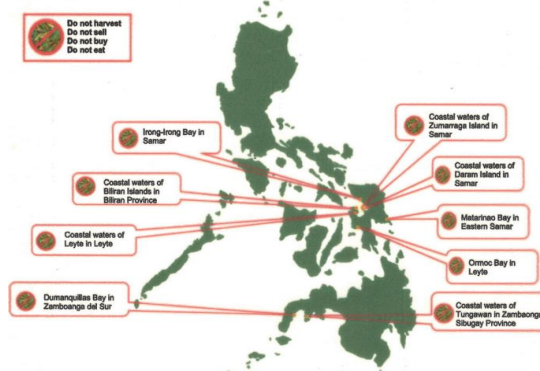 Do not harvest
Do not sell
Do not buy
Do not eat
Irong-Irong Bay in
Samar
Coastal waters of
Zumarraga Island in
Samar
Coastal waters of
Biliran Islands in
Biliran Province
Coastal waters of
Daram Island in
Samar
Coastal waters of
Leyte in Leyte
Matarinao Bay in
Eastern Samar
Ormoc Bay in
Leyte
Dumanquillas Bay in
Zamboanga del Sur
Coastal waters of
Tungawan in Zambaonga
Sibugay Province